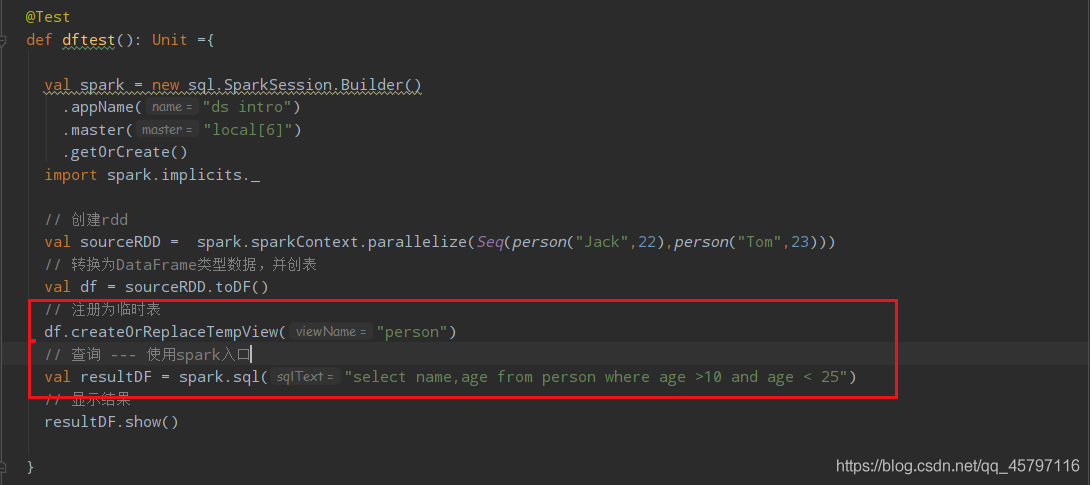 @Test
def dftest(): Unit ={
val spark = new sql.SparkSession.Builder()
.appName( name = "ds intro")
.master( master = "local[6]")
.getOrCreate()
import spark.implicits._
// 创建rdd
val sourceRDD =  spark.sparkContext.parallelize(Seq(person("Jack",22),person("Tom",23)))
// 转换为DataFrame类型数据，并创表
val df = sourceRDD.toDF()
// 注册为临时表
df.createOrReplaceTempView( viewName = "person")
// 查询 --- 使用spark入口
val resultDF = spark.sql( sqlText = "select name,age from person where age >10 and age < 25")
// 显示结果
resultDF.show()
}
https://blog.csdn.net/qq_45797116